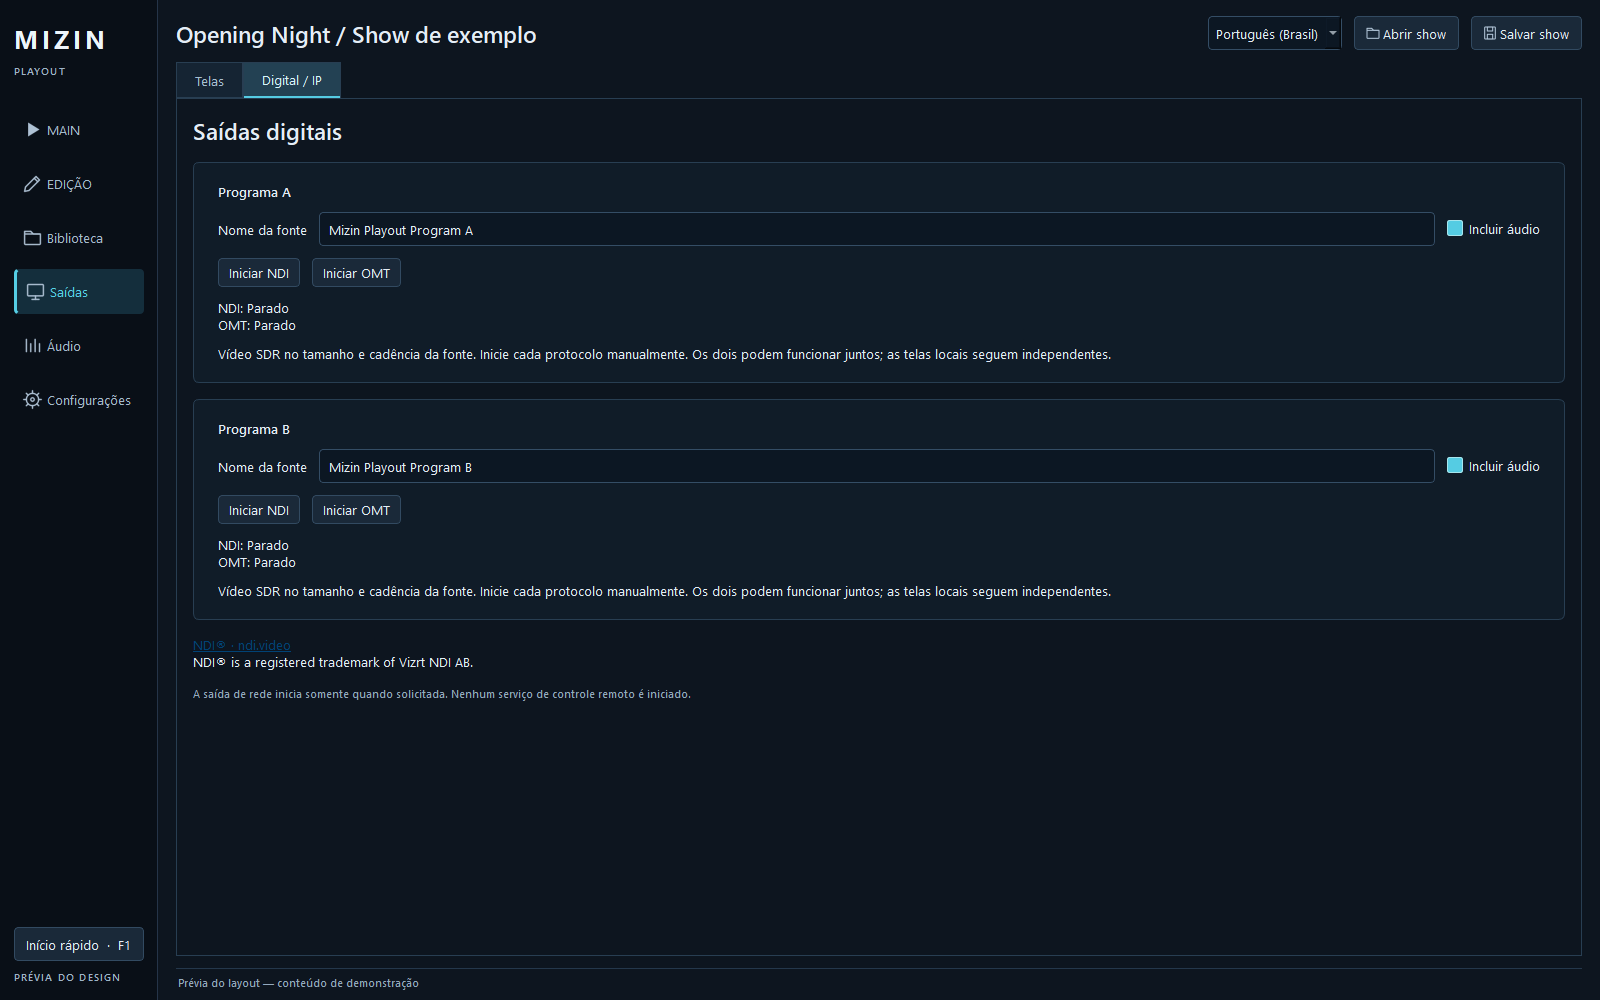 MIZIN
PLAYOUT
MAIN
EDIÇÃO
Biblioteca
Saídas
Áudio
Configurações
Início rápido · F1
PRÉVIA DO DESIGN
Opening Night / Show de exemplo
Português (Brasil)
Abrir show
Salvar show
Telas
Digital / IP
Saídas digitais
Programa A
Nome da fonte
Mizin Playout Program A
Incluir áudio
Iniciar NDI
Iniciar OMT
NDI: Parado
OMT: Parado
Vídeo SDR no tamanho e cadência da fonte. Inicie cada protocolo manualmente. Os dois podem funcionar juntos; as telas locais seguem independentes.
Programa B
Nome da fonte
Mizin Playout Program B
Incluir áudio
Iniciar NDI
Iniciar OMT
NDI: Parado
OMT: Parado
Vídeo SDR no tamanho e cadência da fonte. Inicie cada protocolo manualmente. Os dois podem funcionar juntos; as telas locais seguem independentes.
NDI® · ndi.video
NDI® is a registered trademark of Vizrt NDI AB.
A saída de rede inicia somente quando solicitada. Nenhum serviço de controle remoto é iniciado.
Prévia do layout — conteúdo de demonstração